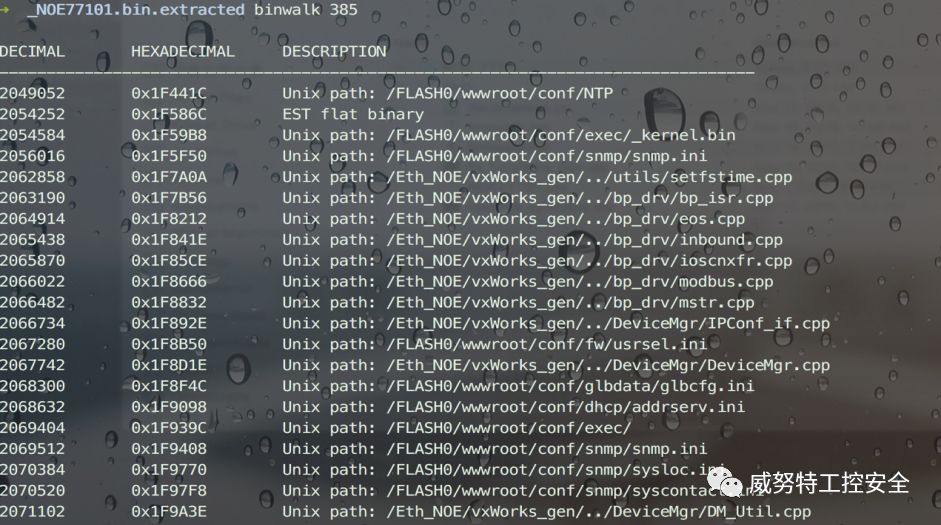 → _NOE77101.bin.extracted binwalk 385
DECIMAL HEXADECIMAL DESCRIPTION
--------------------------------------------------------------------------------
2049052 0x1F441C Unix path: /FLASH0/wwwroot/conf/NTP
2054252 0x1F586C EST flat binary
2054584 0x1F59B8 Unix path: /FLASH0/wwwroot/conf/exec/_kernel.bin
2056016 0x1F5F50 Unix path: /FLASH0/wwwroot/conf/snmp/snmp.ini
2062858 0x1F7A0A Unix path: /Eth_NOE/vxWorks_gen/../utils/setfstime.cpp
2063190 0x1F7B56 Unix path: /Eth_NOE/vxWorks_gen/../bp_drv/bp_isr.cpp
2064914 0x1F8212 Unix path: /Eth_NOE/vxWorks_gen/../bp_drv/eos.cpp
2065438 0x1F841E Unix path: /Eth_NOE/vxWorks_gen/../bp_drv/inbound.cpp
2065870 0x1F85CE Unix path: /Eth_NOE/vxWorks_gen/../bp_drv/ioscnxfr.cpp
2066022 0x1F8666 Unix path: /Eth_NOE/vxWorks_gen/../bp_drv/modbus.cpp
2066482 0x1F8832 Unix path: /Eth_NOE/vxWorks_gen/../bp_drv/mstr.cpp
2066734 0x1F892E Unix path: /Eth_NOE/vxWorks_gen/../DeviceMgr/IPConf_if.cpp
2067280 0x1F8B50 Unix path: /FLASH0/wwwroot/conf/fw/usrsel.ini
2067742 0x1F8D1E Unix path: /Eth_NOE/vxWorks_gen/../DeviceMgr/DeviceMgr.cpp
2068300 0x1F8F4C Unix path: /FLASH0/wwwroot/conf/glbdata/glbcfg.ini
2068632 0x1F9098 Unix path: /FLASH0/wwwroot/conf/dhcp/addrserv.ini
2069404 0x1F939C Unix path: /FLASH0/wwwroot/conf/exec/
2069512 0x1F9408 Unix path: /FLASH0/wwwroot/conf/snmp/snmp.ini
2070384 0x1F9770 Unix path: /FLASH0/wwwroot/conf/snmp/sysloc.ini
2070520 0x1F97F8 Unix path: /FLASH0/wwwroot/conf/snmp/syscontact.ini
2071102 0x1F9A3E Unix path: /Eth_NOE/vxWorks_gen/../DeviceMgr/DM_Util.cpp
威努特工控安全